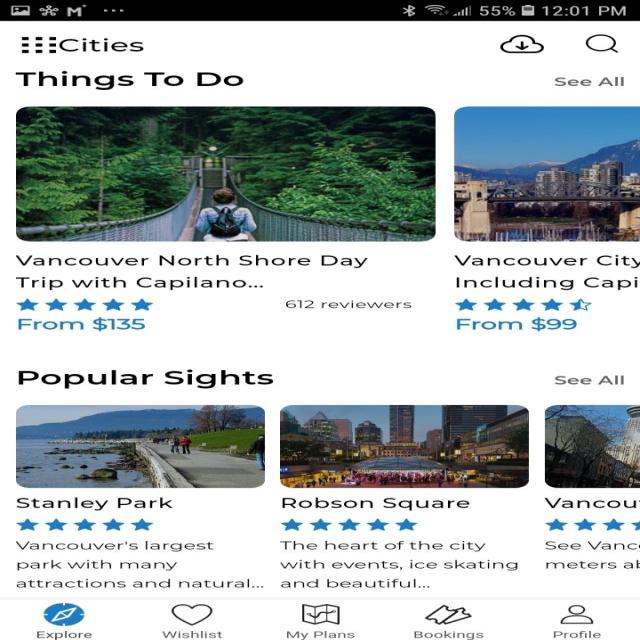 55% 12:01 PM
Cities
Things To Do
See All
Vancouver North Shore Day
Trip with Capilano...
612 reviewers
From $135
Vancouver City
Including Capi
From $99
Popular Sights
See All
Stanley Park
Vancouver's largest
park with many
attractions and natural...
Robson Square
The heart of the city
with events, ice skating
and beautiful...
Vancou
See Vanc
meters ab
Explore
Wishlist
My Plans
Bookings
Profile